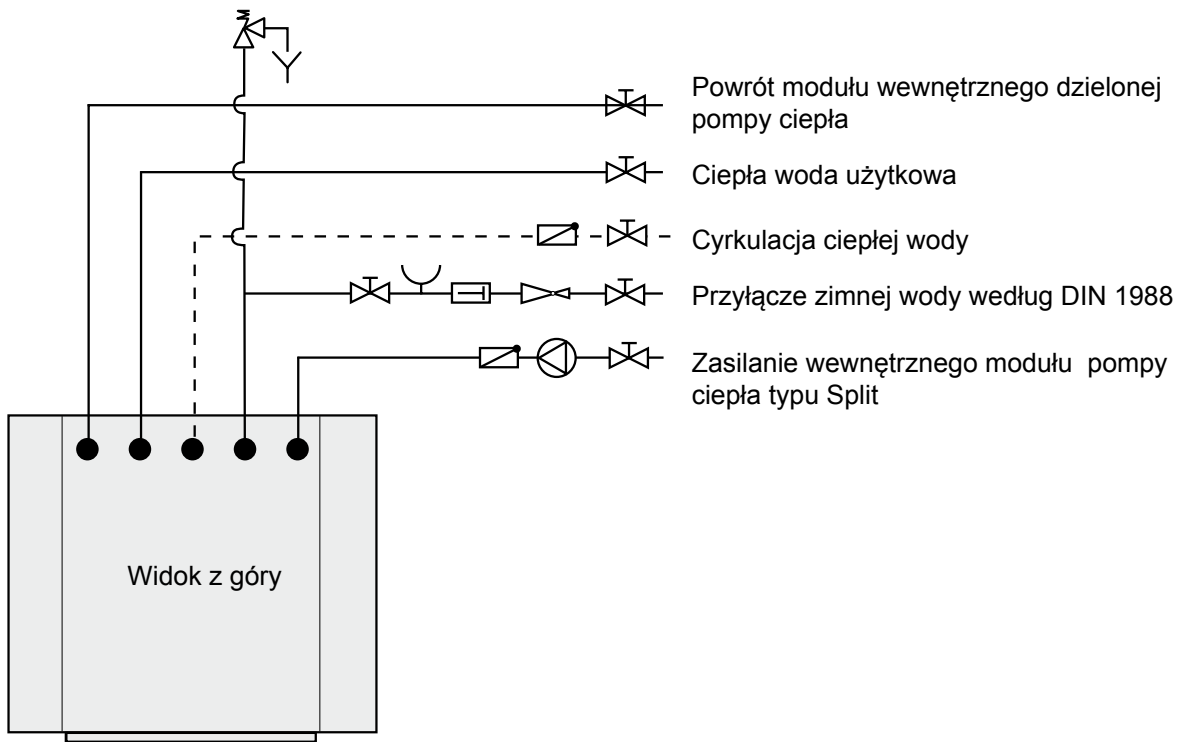 Powrót modułu wewnętrznego dzielonej
pompy ciepła
Ciepła woda użytkowa
Cyrkulacja ciepłej wody
Przyłącze zimnej wody według DIN 1988
Zasilanie wewnętrznego modułu pompy
ciepła typu Split
Widok z góry